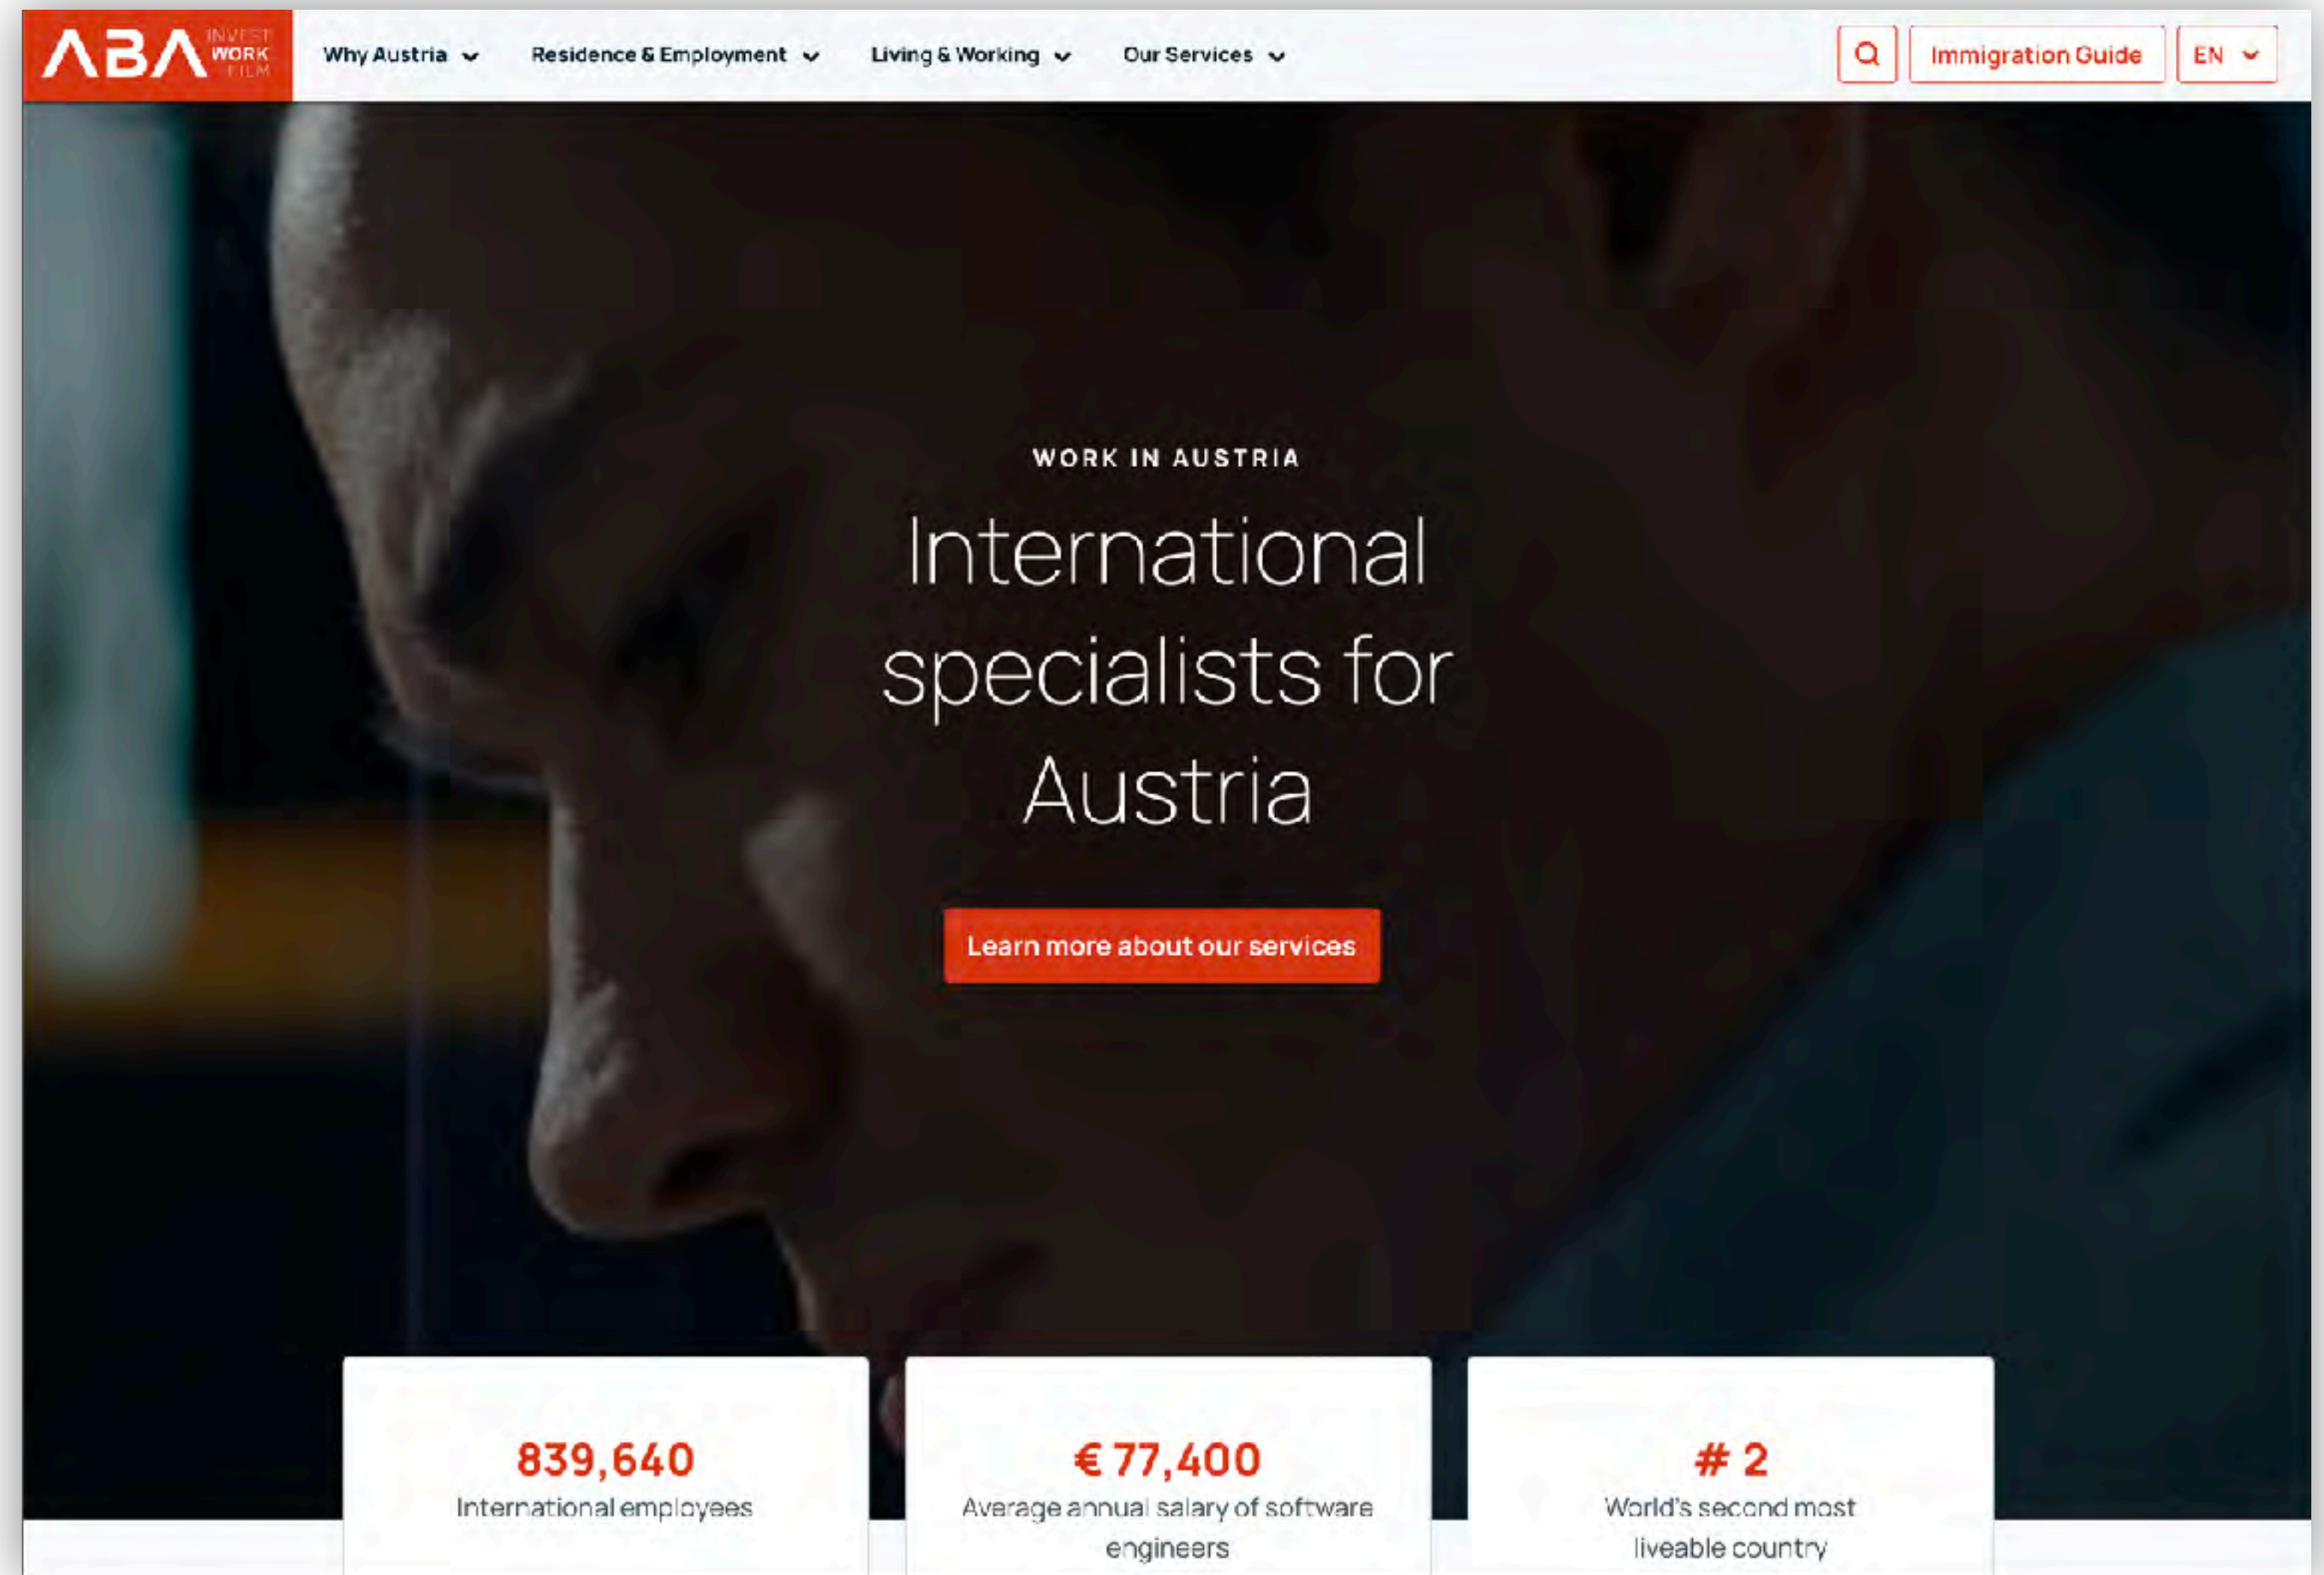 ABA INVEST
WORK
FILM
Why Austria
Residence & Employment
Living & Working
Our Services
Immigration Guide
EN
WORK IN AUSTRIA
International
specialists for
Austria
Learn more about our services
839,640
International employees
€ 77,400
Average annual salary of software
engineers
# 2
World's second most
liveable country